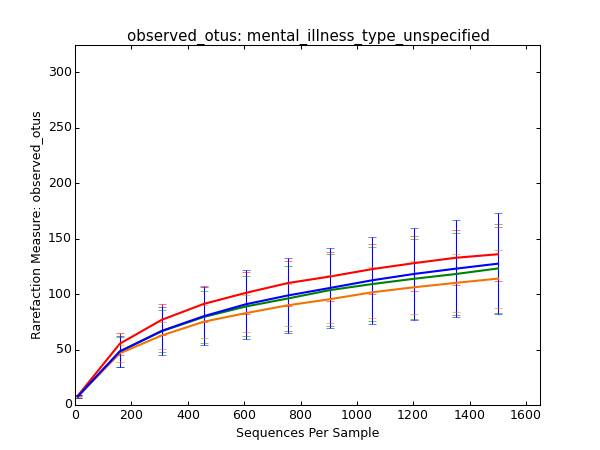 observed_otus: mental_illness_type_unspecified
Rarefaction Measure: observed_otus
300
250
200
150
100
50
0
0 200 400 600 800 1000 1200 1400 1600
Sequences Per Sample